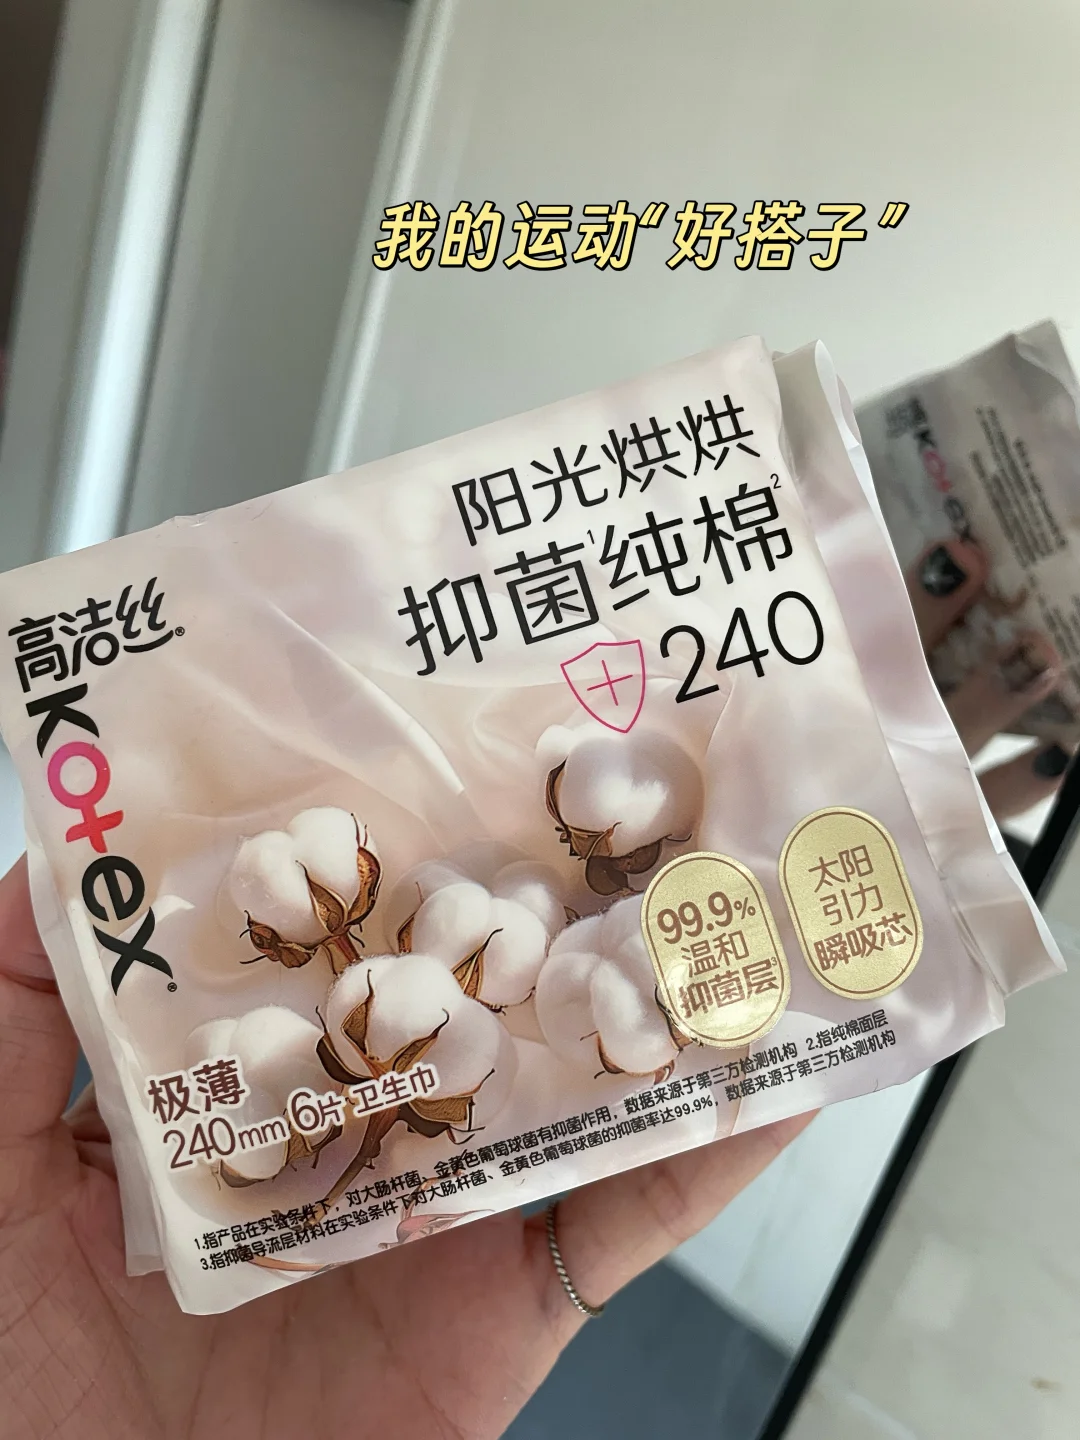 我的运动“好搭子”
阳光烘烘
抑菌¹纯棉²
240
高洁丝®
Kotex®
99.9%
温和
抑菌层³
太阳
引力
瞬吸芯
极薄
240mm 6片 卫生巾
1.指产品在实验条件下，对大肠杆菌、金黄色葡萄球菌有抑菌作用，数据来源于第三方检测机构 2.指纯棉面层
3.指抑菌导流层材料在实验条件下对大肠杆菌、金黄色葡萄球菌的抑菌率达99.9%，数据来源于第三方检测机构
Kotex